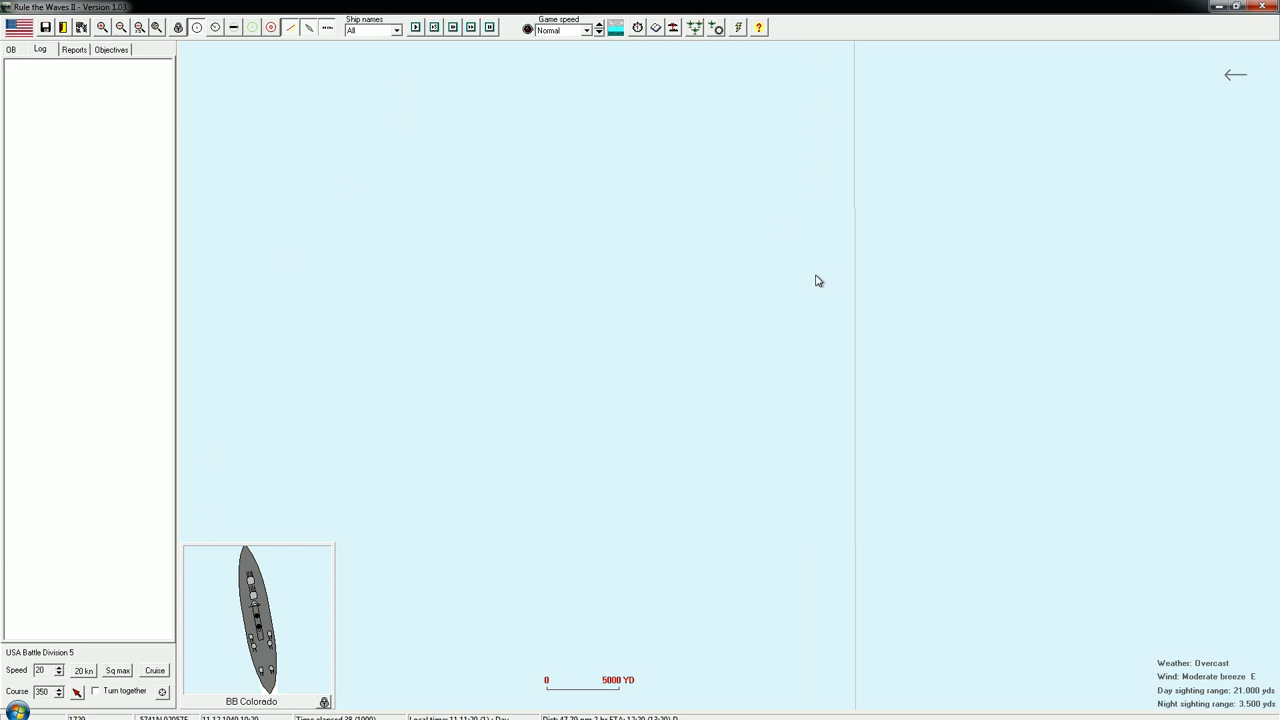 Rule the Waves II - Version 1.03
Ship names
All
Game speed
Normal
OB Log Reports Objectives
USA Battle Division 5
Speed 20 20 kn Sq max Cruise
Course 350 Turn together
BB Colorado
0 5000 YD
Weather: Overcast
Wind: Moderate breeze E
Day sighting range: 21.000 yds
Night sighting range: 3.500 yds